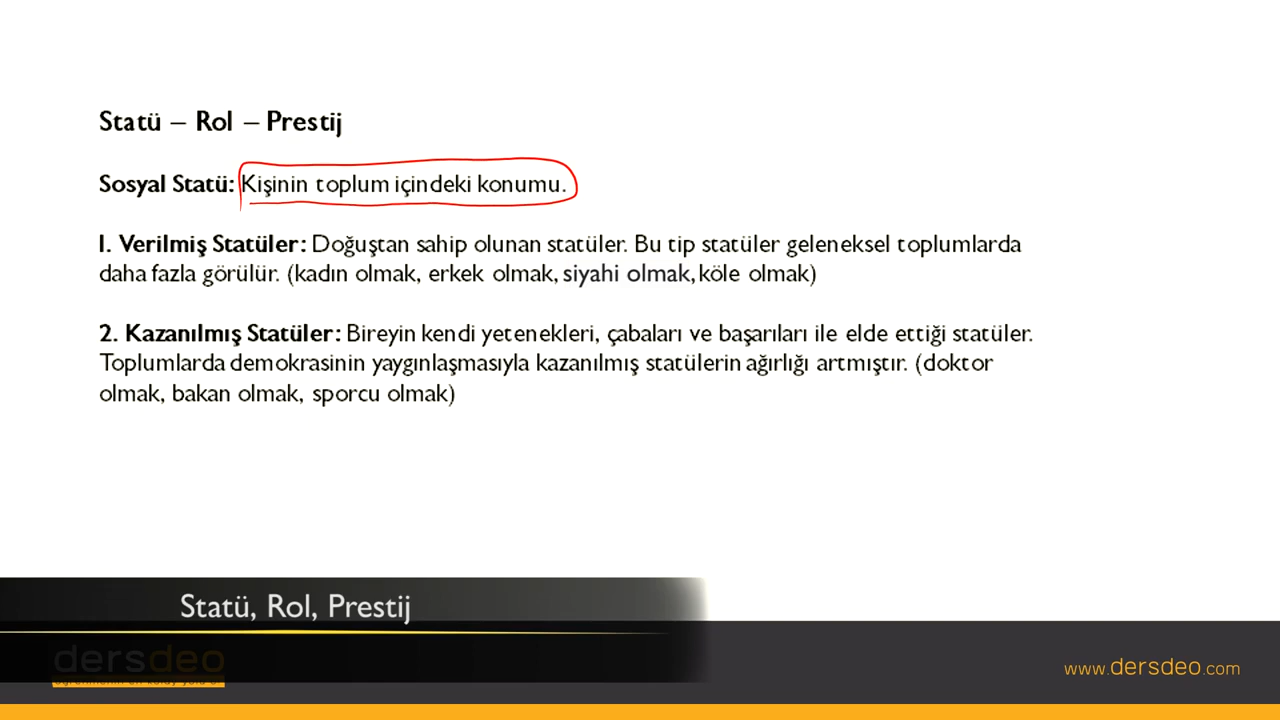 Statü – Rol – Prestij
Sosyal Statü: Kişinin toplum içindeki konumu.
1. Verilmiş Statüler: Doğuştan sahip olunan statüler. Bu tip statüler geleneksel toplumlarda
daha fazla görülür. (kadın olmak, erkek olmak, siyahi olmak, köle olmak)
2. Kazanılmış Statüler: Bireyin kendi yetenekleri, çabaları ve başarıları ile elde ettiği statüler.
Toplumlarda demokrasinin yaygınlaşmasıyla kazanılmış statülerin ağırlığı artmıştır. (doktor
olmak, bakan olmak, sporcu olmak)
Statü, Rol, Prestij
dersdeo
www.dersdeo.com